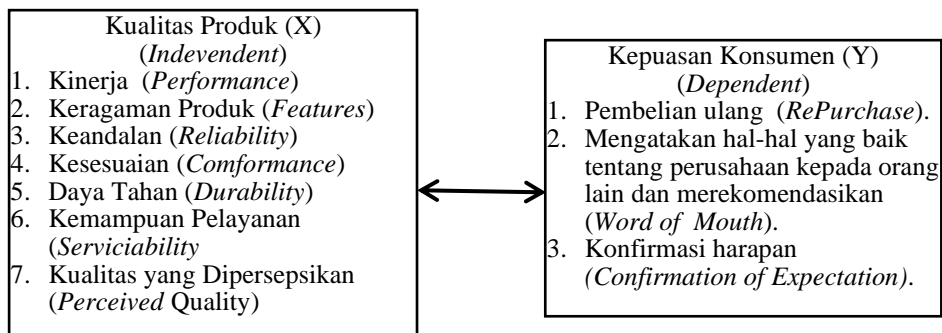 Kualitas Produk (X)
(Indevendent)
1. Kinerja (Performance)
2. Keragaman Produk (Features)
3. Keandalan (Reliability)
4. Kesesuaian (Comformance)
5. Daya Tahan (Durability)
6. Kemampuan Pelayanan
(Serviciability
7. Kualitas yang Dipersepsikan
(Perceived Quality)
Kepuasan Konsumen (Y)
(Dependent)
1. Pembelian ulang (RePurchase).
2. Mengatakan hal-hal yang baik
tentang perusahaan kepada orang
lain dan merekomendasikan
(Word of Mouth).
3. Konfirmasi harapan
(Confirmation of Expectation).